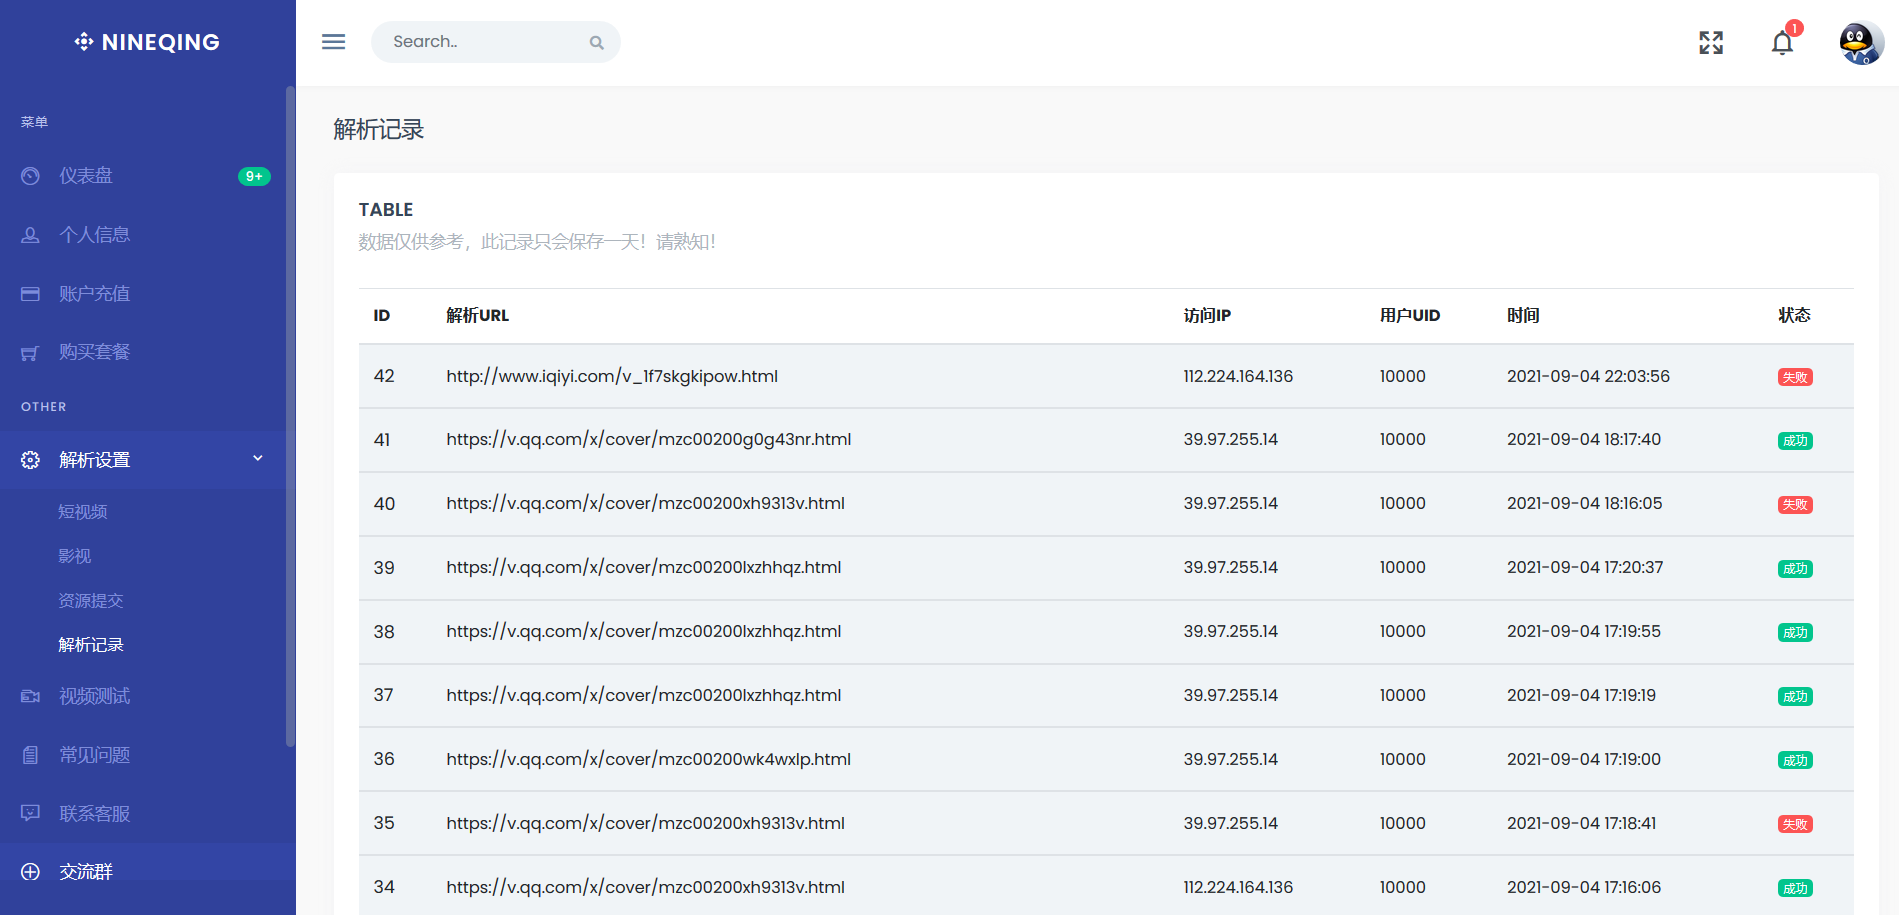 NINEQING
Search..
1
菜单
仪表盘 9+
个人信息
账户充值
购买套餐
OTHER
解析设置
短视频
影视
资源提交
解析记录
视频测试
常见问题
联系客服
交流群
解析记录
TABLE
数据仅供参考，此记录只会保存一天！请熟知！
ID 解析URL 访问IP 用户UID 时间 状态
42 http://www.iqiyi.com/v_1f7skgkipow.html 112.224.164.136 10000 2021-09-04 22:03:56 失败
41 https://v.qq.com/x/cover/mzc00200g0g43nr.html 39.97.255.14 10000 2021-09-04 18:17:40 成功
40 https://v.qq.com/x/cover/mzc00200xh9313v.html 39.97.255.14 10000 2021-09-04 18:16:05 失败
39 https://v.qq.com/x/cover/mzc00200lxzhhqz.html 39.97.255.14 10000 2021-09-04 17:20:37 成功
38 https://v.qq.com/x/cover/mzc00200lxzhhqz.html 39.97.255.14 10000 2021-09-04 17:19:55 成功
37 https://v.qq.com/x/cover/mzc00200lxzhhqz.html 39.97.255.14 10000 2021-09-04 17:19:19 成功
36 https://v.qq.com/x/cover/mzc00200wk4wxlp.html 39.97.255.14 10000 2021-09-04 17:19:00 成功
35 https://v.qq.com/x/cover/mzc00200xh9313v.html 39.97.255.14 10000 2021-09-04 17:18:41 失败
34 https://v.qq.com/x/cover/mzc00200xh9313v.html 112.224.164.136 10000 2021-09-04 17:16:06 成功